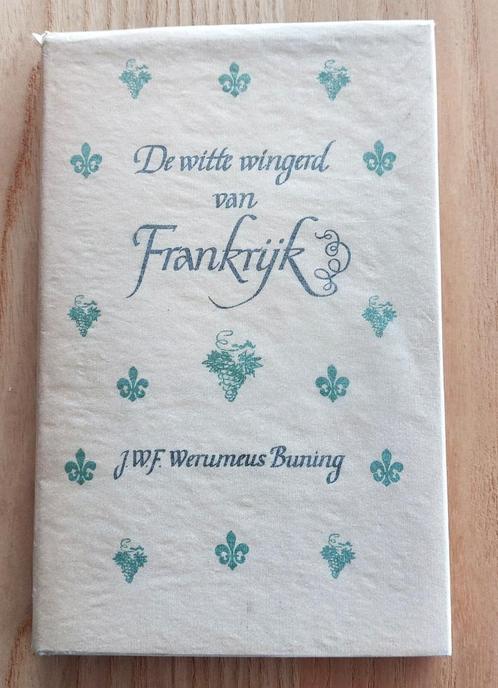 De witte wingerd
van
Frankrijk
J.W.F. Werumeus Buning